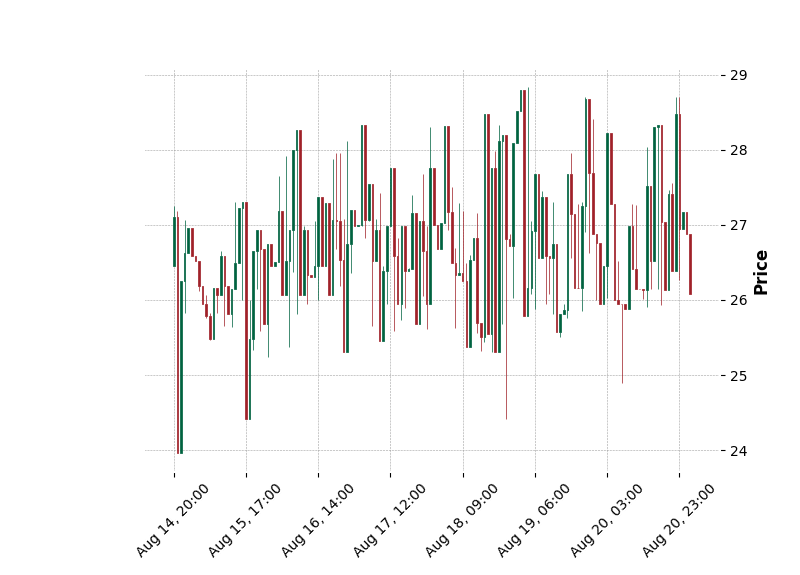 29
28
27
26
25
24
Price
Aug 14, 20:00
Aug 15, 17:00
Aug 16, 14:00
Aug 17, 12:00
Aug 18, 09:00
Aug 19, 06:00
Aug 20, 03:00
Aug 20, 23:00